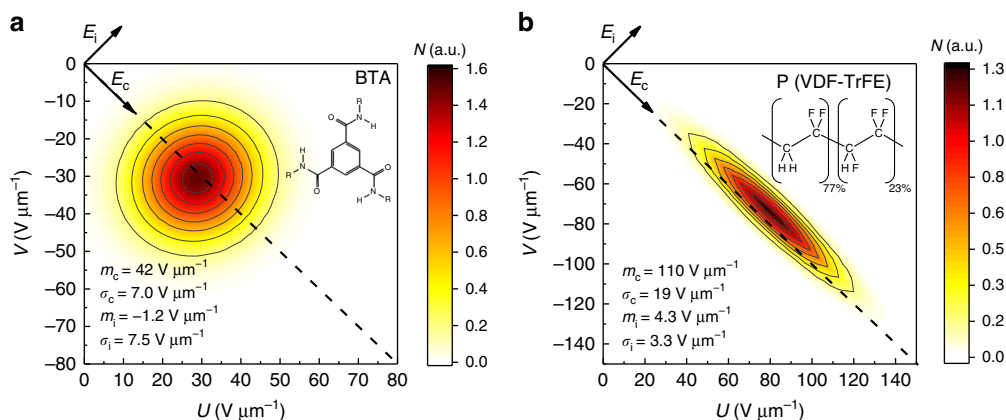 a
E_i
E_c
BTA
N (a.u.)
1.6
1.4
1.2
1.0
0.8
0.6
0.4
0.2
0.0
R
N
H
O
O
H
N
R
O
N
H
R
0
−10
−20
−30
−40
−50
−60
−70
−80
V (V μm⁻¹)
m_c = 42 V μm⁻¹
σ_c = 7.0 V μm⁻¹
m_i = −1.2 V μm⁻¹
σ_i = 7.5 V μm⁻¹
0 10 20 30 40 50 60 70 80
U (V μm⁻¹)
b
E_i
E_c
P (VDF-TrFE)
N (a.u.)
1.3
1.2
1.0
0.9
0.8
0.6
0.5
0.4
0.3
0.1
0.0
F F
C
C
H H
77%
F F
C
C
H F
23%
0
−20
−40
−60
−80
−100
−120
−140
V (V μm⁻¹)
m_c = 110 V μm⁻¹
σ_c = 19 V μm⁻¹
m_i = 4.3 V μm⁻¹
σ_i = 3.3 V μm⁻¹
0 20 40 60 80 100 120 140
U (V μm⁻¹)